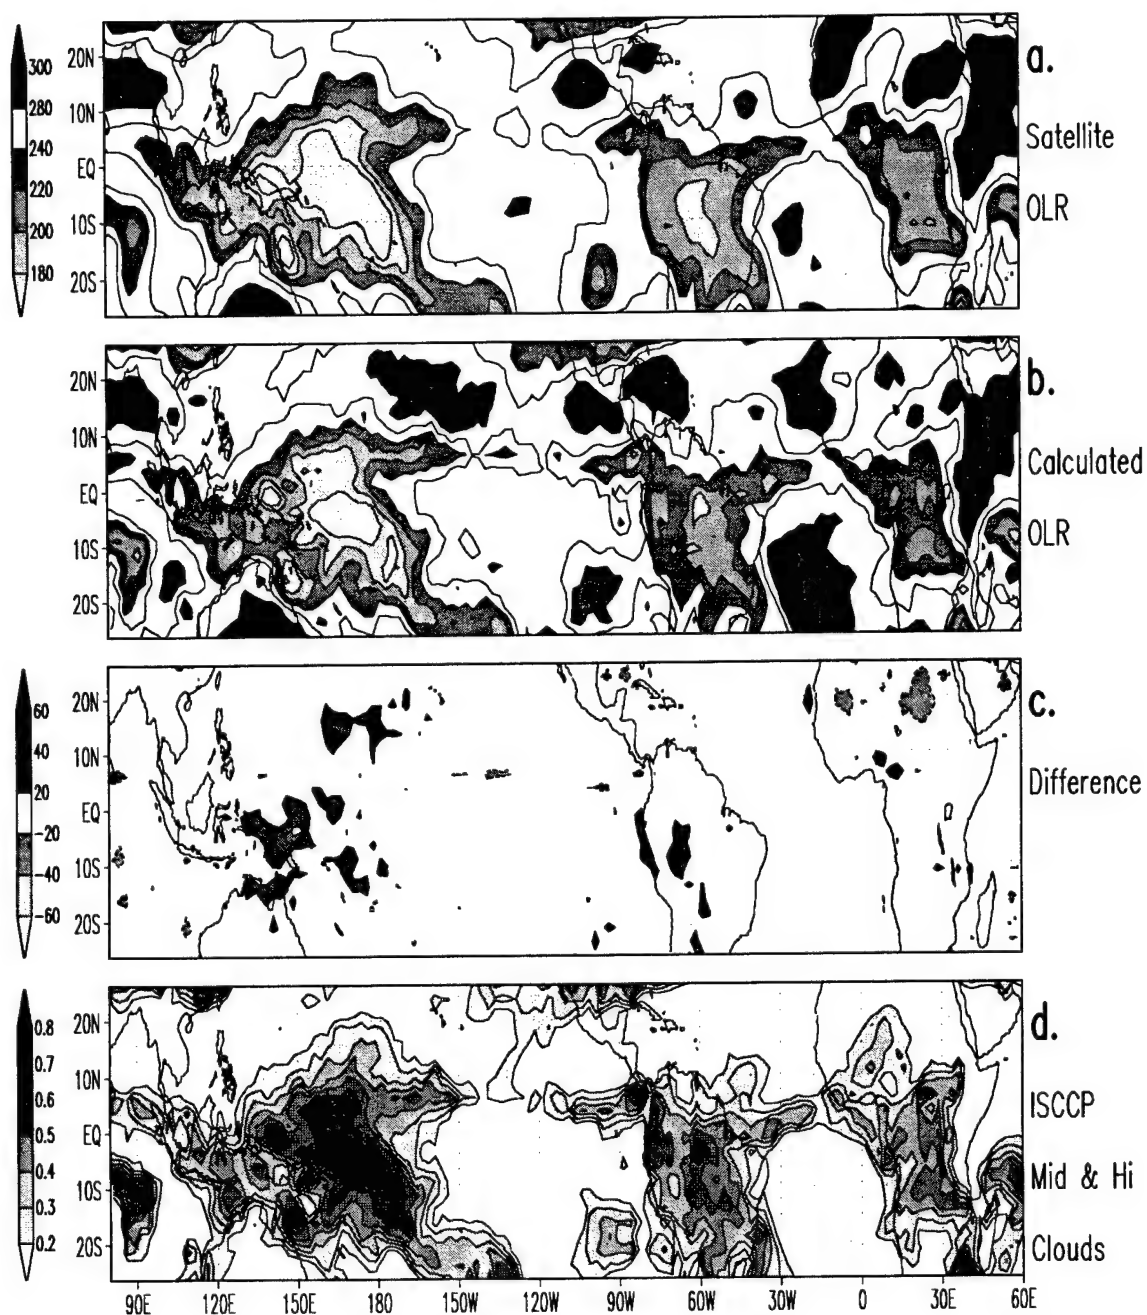 300
280
240
220
200
180
20N
10N
EQ
10S
20S
a.
Satellite
OLR
20N
10N
EQ
10S
20S
b.
Calculated
OLR
60
40
20
-20
-40
-60
20N
10N
EQ
10S
20S
c.
Difference
0.8
0.7
0.6
0.5
0.4
0.3
0.2
20N
10N
EQ
10S
20S
d.
ISCCP
Mid & Hi
Clouds
90E 120E 150E 180 150W 120W 90W 60W 30W 0 30E 60E